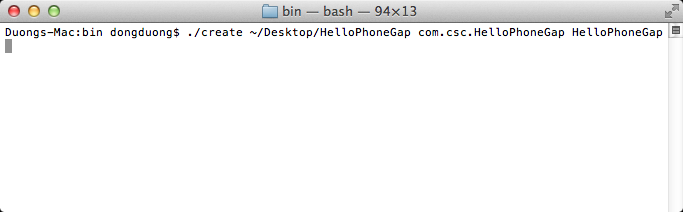 bin — bash — 94×13
Duongs-Mac:bin dongduong$ ./create ~/Desktop/HelloPhoneGap com.csc.HelloPhoneGap HelloPhoneGap